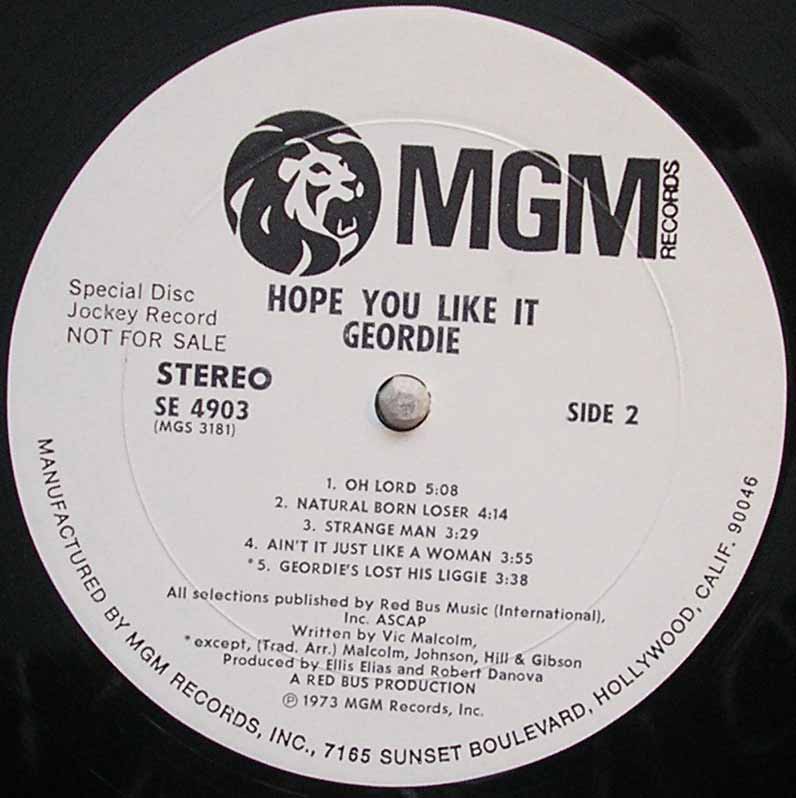 MGM RECORDS
HOPE YOU LIKE IT
GEORDIE
Special Disc
Jockey Record
NOT FOR SALE
STEREO
SE 4903
(MGS 3181)
SIDE 2
1. OH LORD 5:08
2. NATURAL BORN LOSER 4:14
3. STRANGE MAN 3:29
4. AIN'T IT JUST LIKE A WOMAN 3:55
*5. GEORDIE'S LOST HIS LIGGIE 3:38
All selections published by Red Bus Music (International),
Inc. ASCAP
Written by Vic Malcolm,
*except, (Trad. Arr.) Malcolm, Johnson, Hill & Gibson
Produced by Ellis Elias and Robert Danova
A RED BUS PRODUCTION
Ⓟ 1973 MGM Records, Inc.
MANUFACTURED BY MGM RECORDS, INC., 7165 SUNSET BOULEVARD, HOLLYWOOD, CALIF. 90046